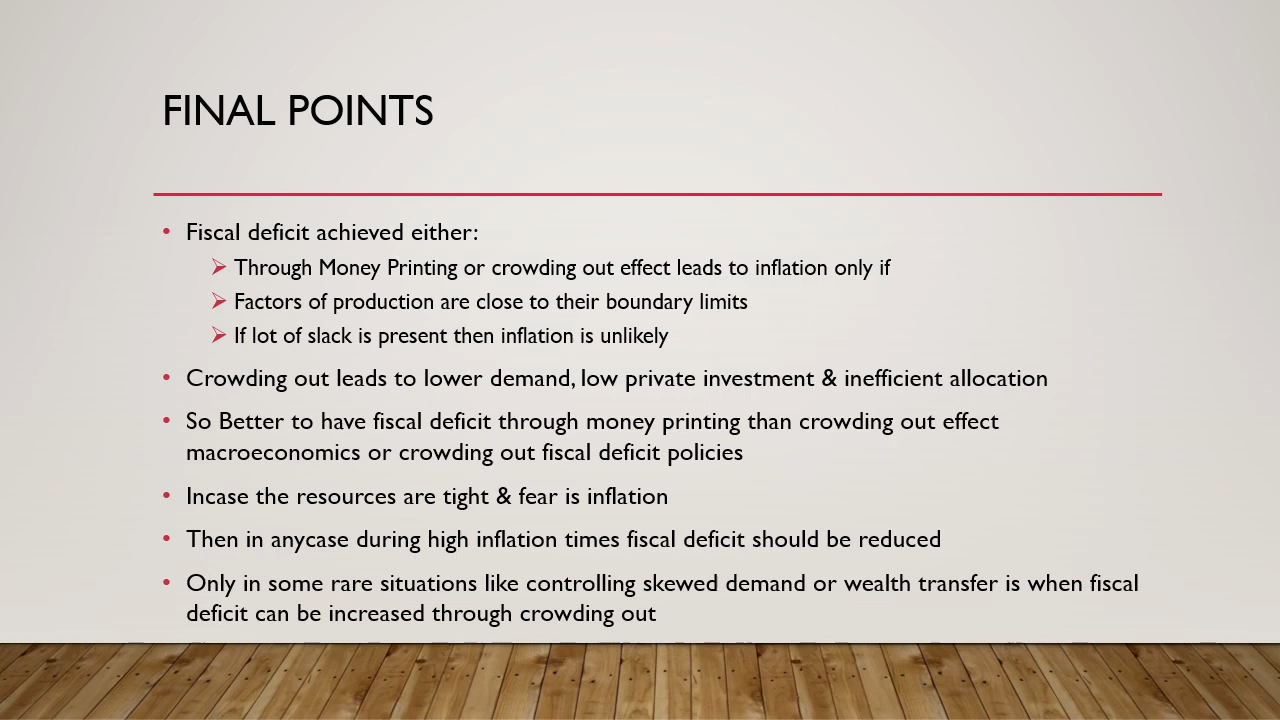 FINAL POINTS
• Fiscal deficit achieved either:
➢ Through Money Printing or crowding out effect leads to inflation only if
➢ Factors of production are close to their boundary limits
➢ If lot of slack is present then inflation is unlikely
• Crowding out leads to lower demand, low private investment & inefficient allocation
• So Better to have fiscal deficit through money printing than crowding out effect
macroeconomics or crowding out fiscal deficit policies
• Incase the resources are tight & fear is inflation
• Then in anycase during high inflation times fiscal deficit should be reduced
• Only in some rare situations like controlling skewed demand or wealth transfer is when fiscal
deficit can be increased through crowding out